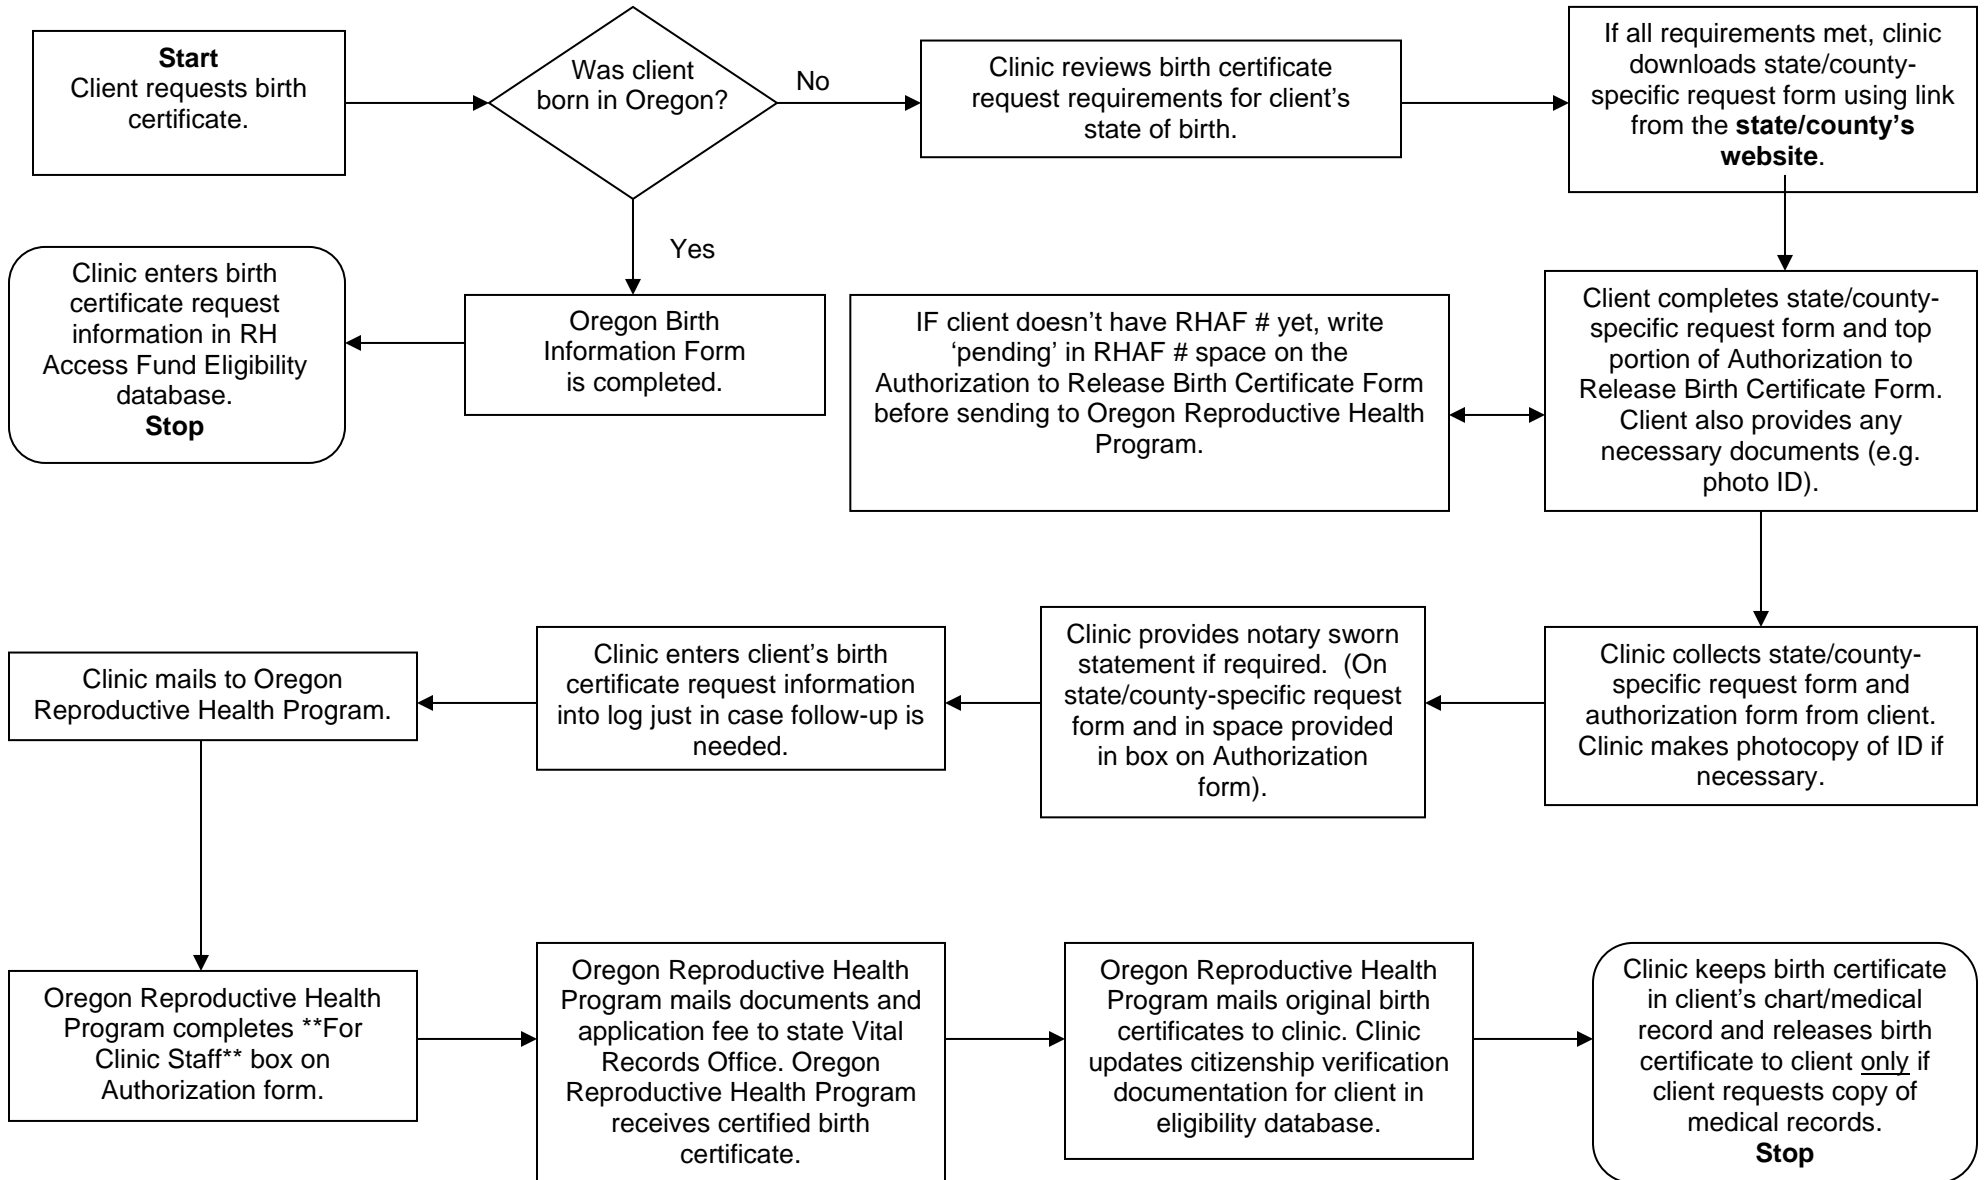 Start
Client requests birth
certificate.
Was client
born in Oregon?
No
Clinic reviews birth certificate
request requirements for client’s
state of birth.
If all requirements met, clinic
downloads state/county-
specific request form using link
from the state/county’s
website.
Yes
Clinic enters birth
certificate request
information in RH
Access Fund Eligibility
database.
Stop
Oregon Birth
Information Form
is completed.
IF client doesn’t have RHAF # yet, write
‘pending’ in RHAF # space on the
Authorization to Release Birth Certificate Form
before sending to Oregon Reproductive Health
Program.
Client completes state/county-
specific request form and top
portion of Authorization to
Release Birth Certificate Form.
Client also provides any
necessary documents (e.g.
photo ID).
Clinic collects state/county-
specific request form and
authorization form from client.
Clinic makes photocopy of ID if
necessary.
Clinic provides notary sworn
statement if required.  (On
state/county-specific request
form and in space provided
in box on Authorization
form).
Clinic enters client’s birth
certificate request information
into log just in case follow-up is
needed.
Clinic mails to Oregon
Reproductive Health Program.
Oregon Reproductive Health
Program completes **For
Clinic Staff** box on
Authorization form.
Oregon Reproductive Health
Program mails documents and
application fee to state Vital
Records Office. Oregon
Reproductive Health Program
receives certified birth
certificate.
Oregon Reproductive Health
Program mails original birth
certificates to clinic. Clinic
updates citizenship verification
documentation for client in
eligibility database.
Clinic keeps birth certificate
in client’s chart/medical
record and releases birth
certificate to client only if
client requests copy of
medical records.
Stop